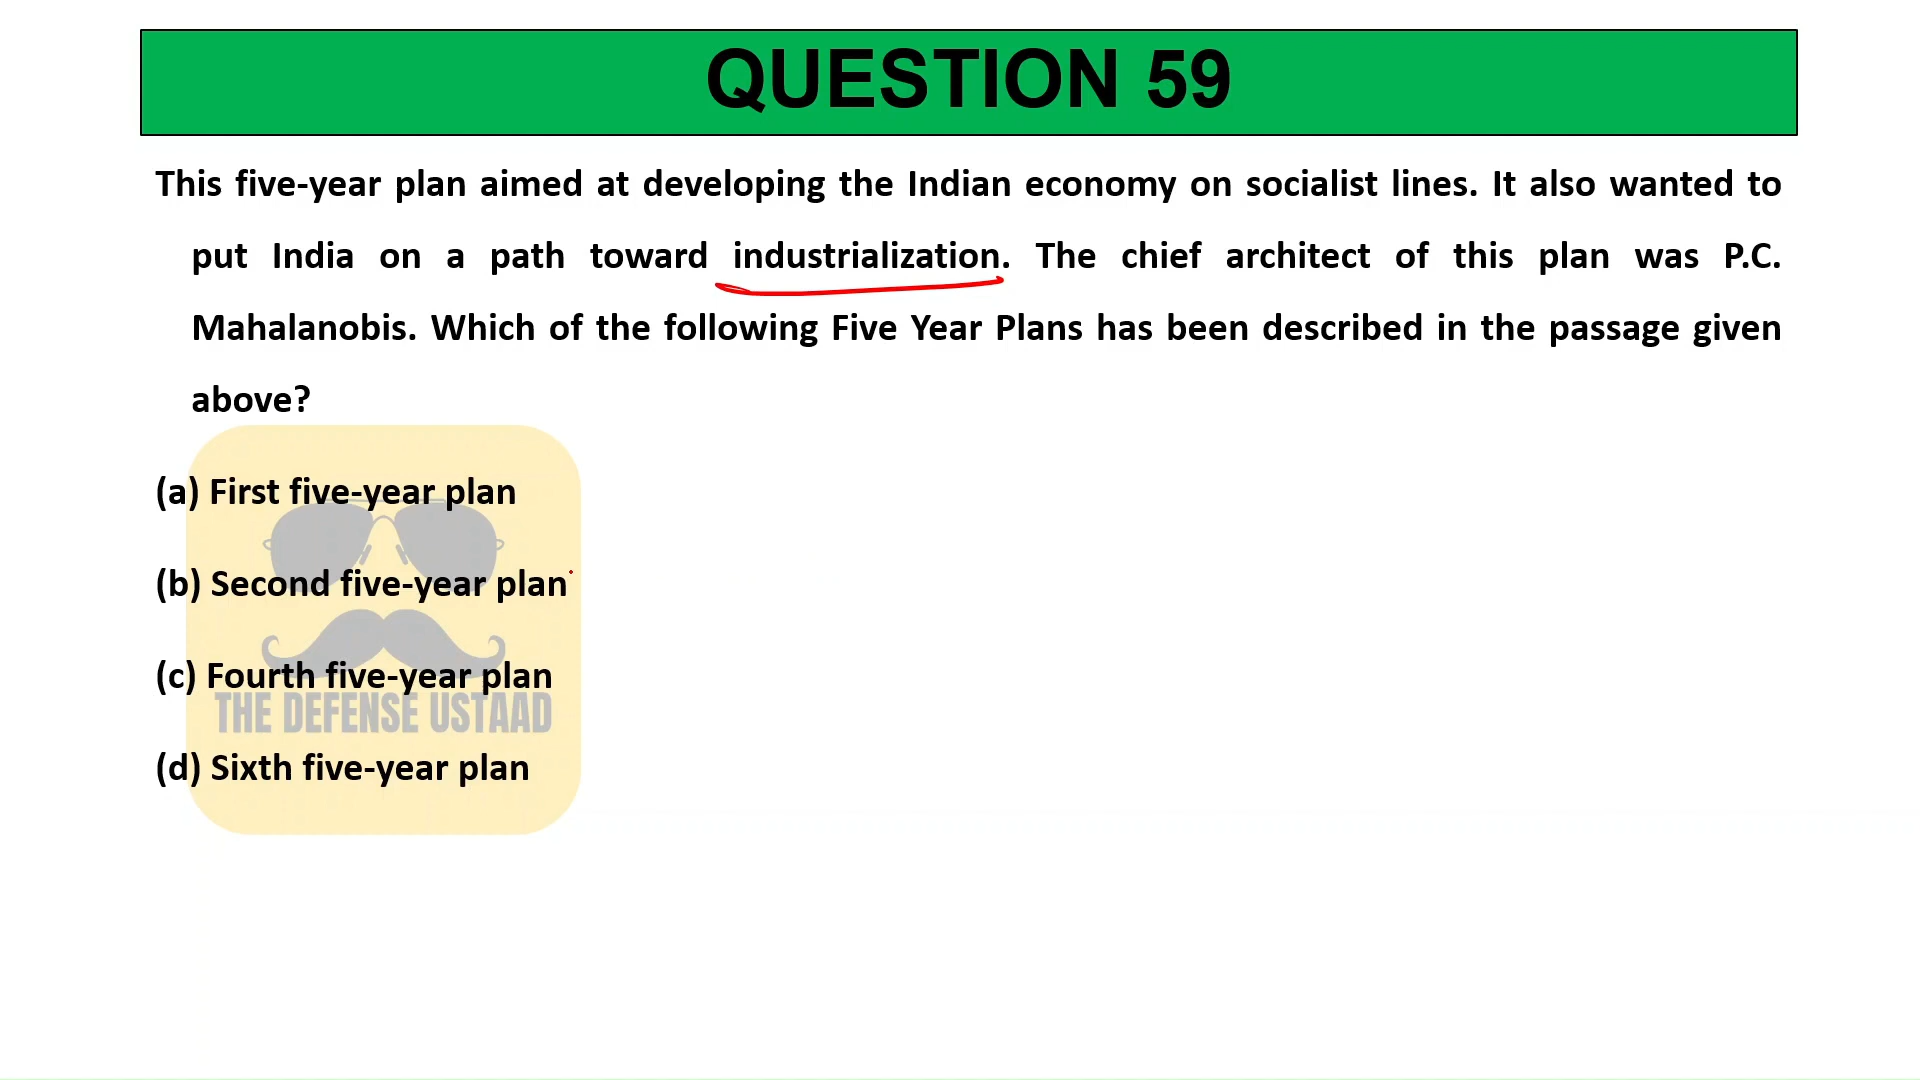 QUESTION 59
This five-year plan aimed at developing the Indian economy on socialist lines. It also wanted to
put India on a path toward industrialization. The chief architect of this plan was P.C.
Mahalanobis. Which of the following Five Year Plans has been described in the passage given
above?
(a) First five-year plan
(b) Second five-year plan
(c) Fourth five-year plan
THE DEFENSE USTAAD
(d) Sixth five-year plan